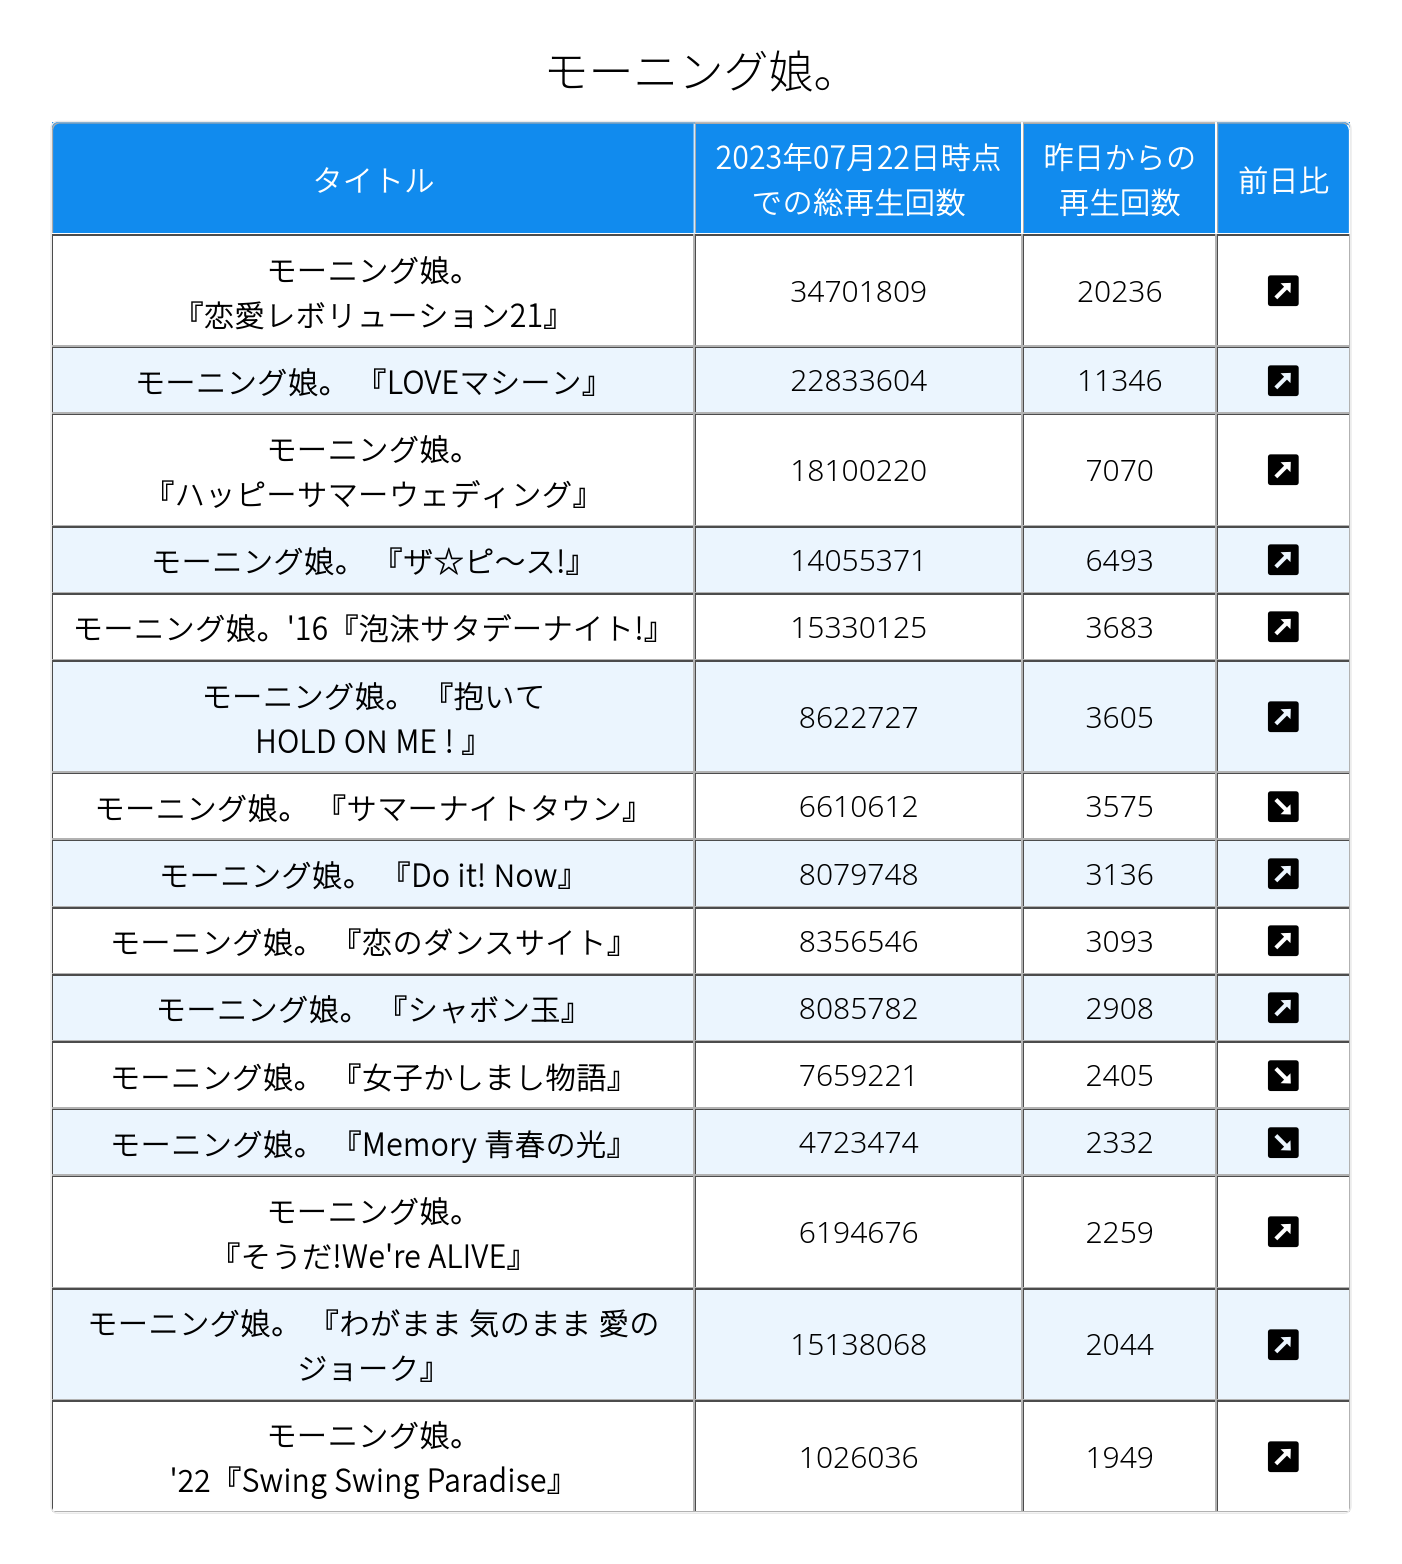 モーニング娘。
タイトル
2023年07月22日時点
での総再生回数
昨日からの
再生回数
前日比
モーニング娘。
『恋愛レボリューション21』
34701809
20236
モーニング娘。 『LOVEマシーン』
22833604
11346
モーニング娘。
『ハッピーサマーウェディング』
18100220
7070
モーニング娘。 『ザ☆ピ～ス!』
14055371
6493
モーニング娘。'16『泡沫サタデーナイト!』
15330125
3683
モーニング娘。 『抱いて
HOLD ON ME ! 』
8622727
3605
モーニング娘。 『サマーナイトタウン』
6610612
3575
モーニング娘。 『Do it! Now』
8079748
3136
モーニング娘。 『恋のダンスサイト』
8356546
3093
モーニング娘。 『シャボン玉』
8085782
2908
モーニング娘。 『女子かしまし物語』
7659221
2405
モーニング娘。 『Memory 青春の光』
4723474
2332
モーニング娘。
『そうだ!We're ALIVE』
6194676
2259
モーニング娘。 『わがまま 気のまま 愛の
ジョーク』
15138068
2044
モーニング娘。
'22『Swing Swing Paradise』
1026036
1949